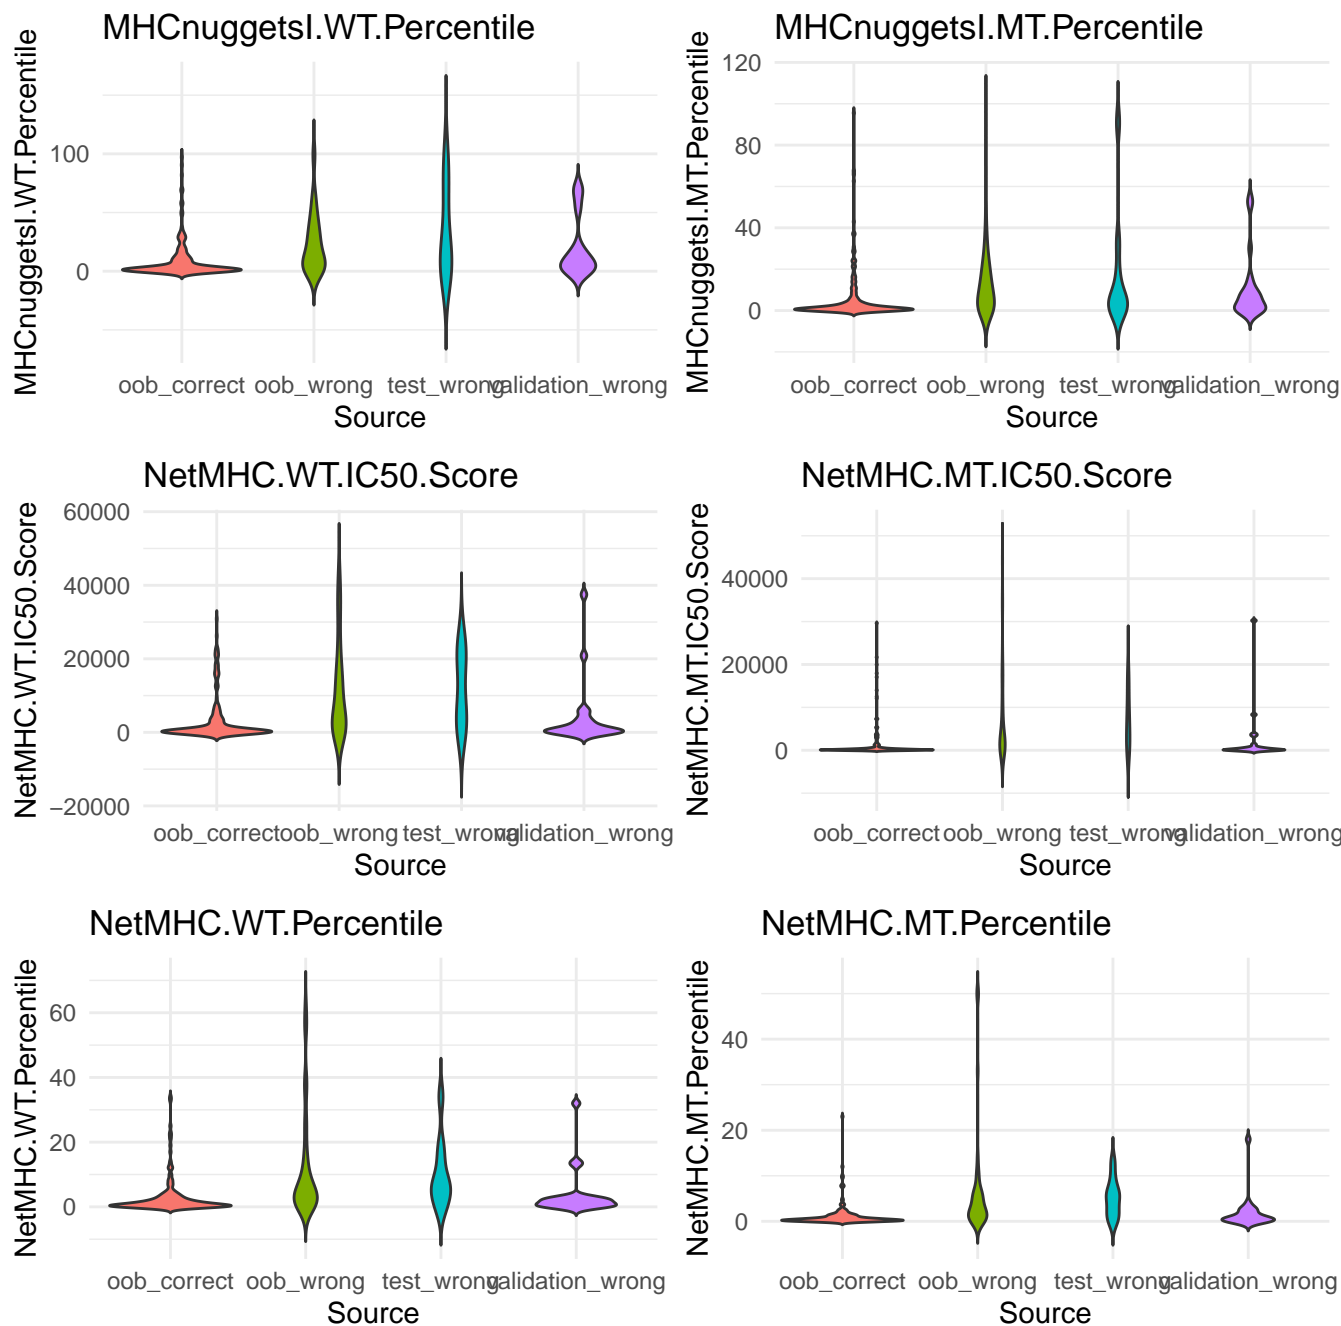 MHCnuggetsI.WT.Percentile
MHCnuggetsI.WT.Percentile
100
0
oob_correct oob_wrong test_wrong validation_wrong
Source
MHCnuggetsI.MT.Percentile
MHCnuggetsI.MT.Percentile
120
80
40
0
oob_correct oob_wrong test_wrong validation_wrong
Source
NetMHC.WT.IC50.Score
NetMHC.WT.IC50.Score
60000
40000
20000
0
−20000
oob_correct oob_wrong test_wrong validation_wrong
Source
NetMHC.MT.IC50.Score
NetMHC.MT.IC50.Score
40000
20000
0
oob_correct oob_wrong test_wrong validation_wrong
Source
NetMHC.WT.Percentile
NetMHC.WT.Percentile
60
40
20
0
oob_correct oob_wrong test_wrong validation_wrong
Source
NetMHC.MT.Percentile
NetMHC.MT.Percentile
40
20
0
oob_correct oob_wrong test_wrong validation_wrong
Source